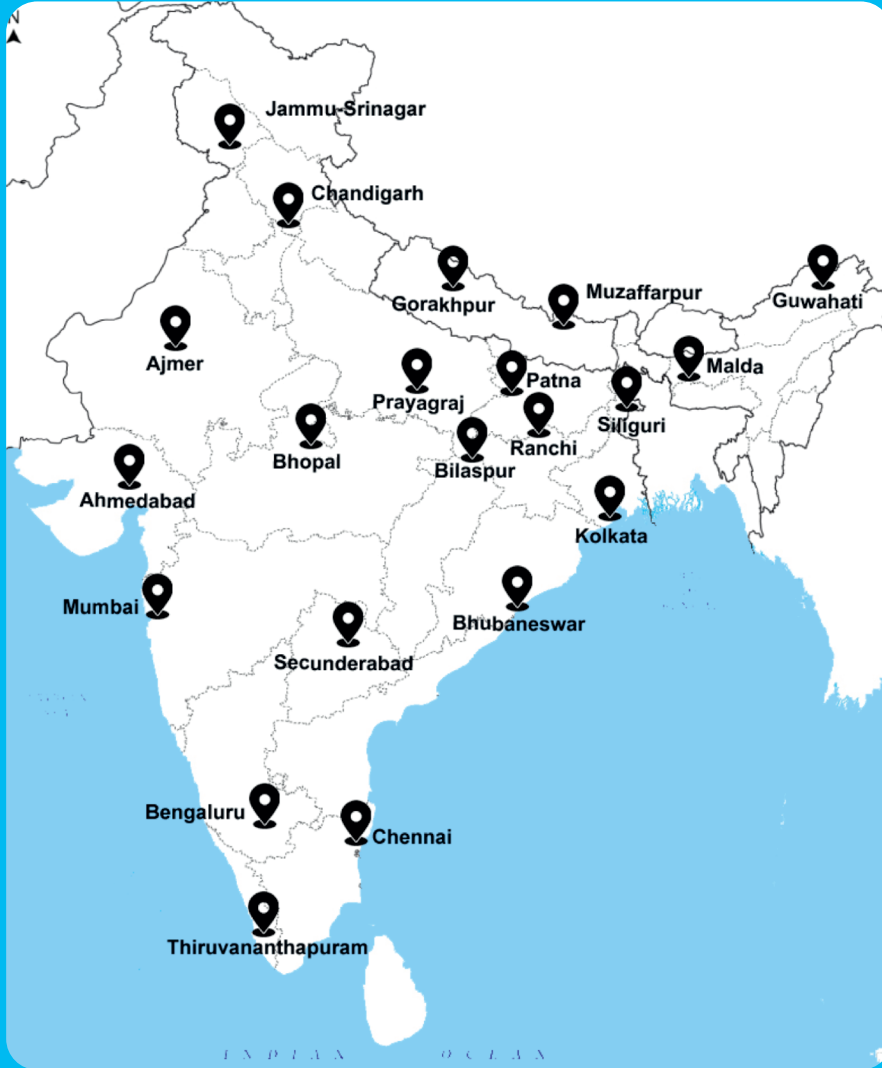 N
Jammu-Srinagar
Chandigarh
Gorakhpur
Muzaffarpur
Guwahati
Ajmer
Malda
Prayagraj
Patna
Siliguri
Bhopal
Ranchi
Bilaspur
Ahmedabad
Kolkata
Mumbai
Bhubaneswar
Secunderabad
Bengaluru
Chennai
Thiruvananthapuram
INDIAN OCEAN